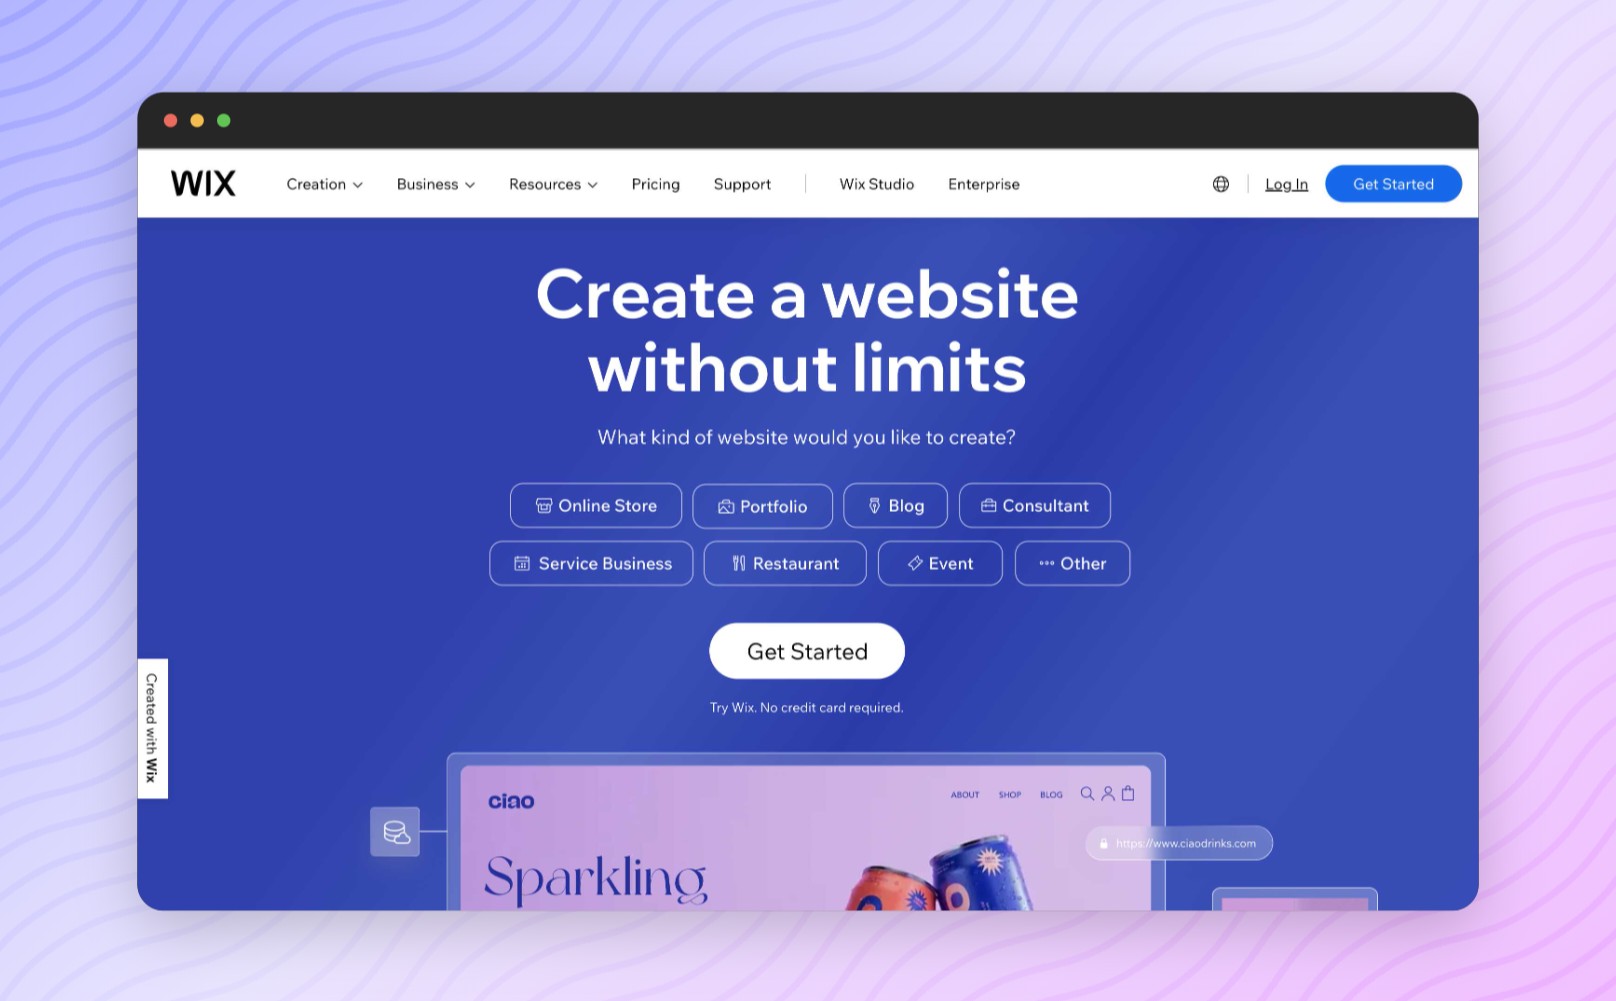 WIX
Creation
Business
Resources
Pricing
Support
Wix Studio
Enterprise
Log In
Get Started
Create a website
without limits
What kind of website would you like to create?
Online Store
Portfolio
Blog
Consultant
Service Business
Restaurant
Event
Other
Get Started
Try Wix. No credit card required.
Created with Wix
ciao
ABOUT
SHOP
BLOG
https://www.ciaodrinks.com
Sparkling